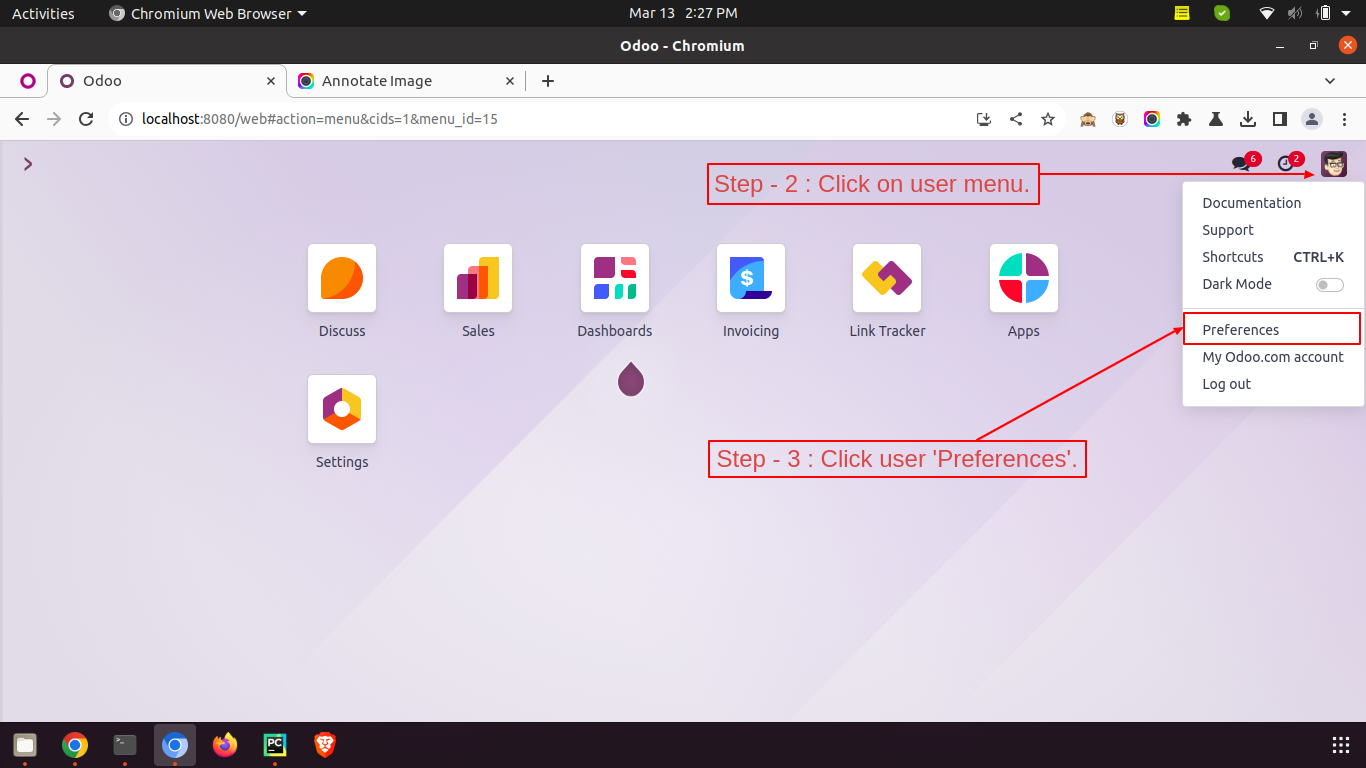 Activities
Chromium Web Browser
Mar 13 2:27 PM
Odoo - Chromium
Odoo
Annotate Image
localhost:8080/web#action=menu&cids=1&menu_id=15
6
2
Step - 2 : Click on user menu.
Documentation
Support
Shortcuts CTRL+K
Dark Mode
Preferences
My Odoo.com account
Log out
Discuss
Sales
Dashboards
$
Invoicing
Link Tracker
Apps
Settings
Step - 3 : Click user 'Preferences'.
PC